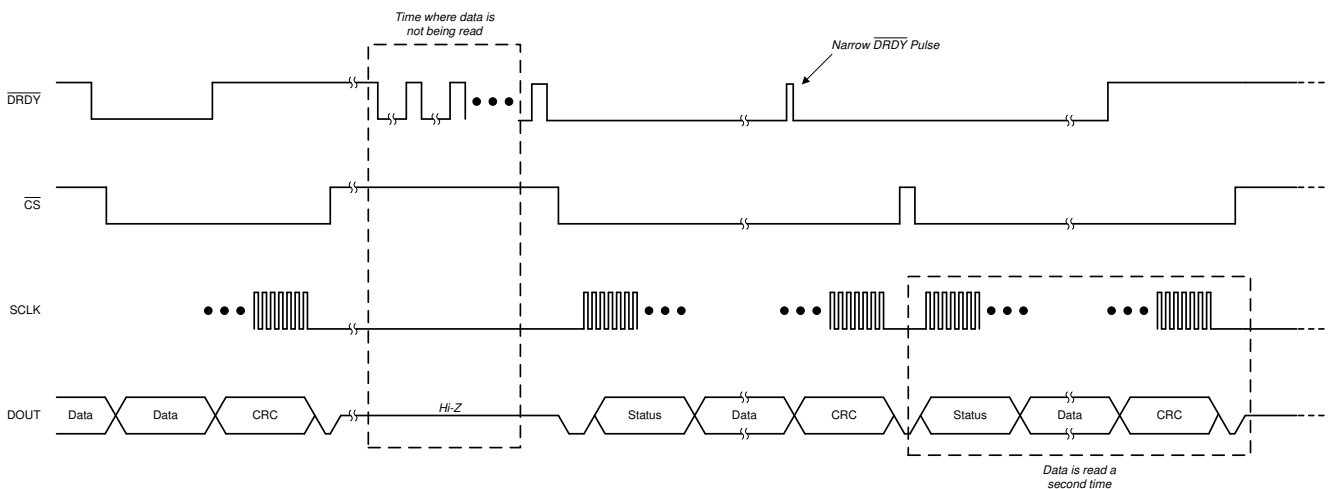 Time where data is
not being read
Narrow DRDY Pulse
DRDY
CS
SCLK
DOUT
Data
Data
CRC
Hi-Z
Status
Data
CRC
Status
Data
CRC
Data is read a
second time